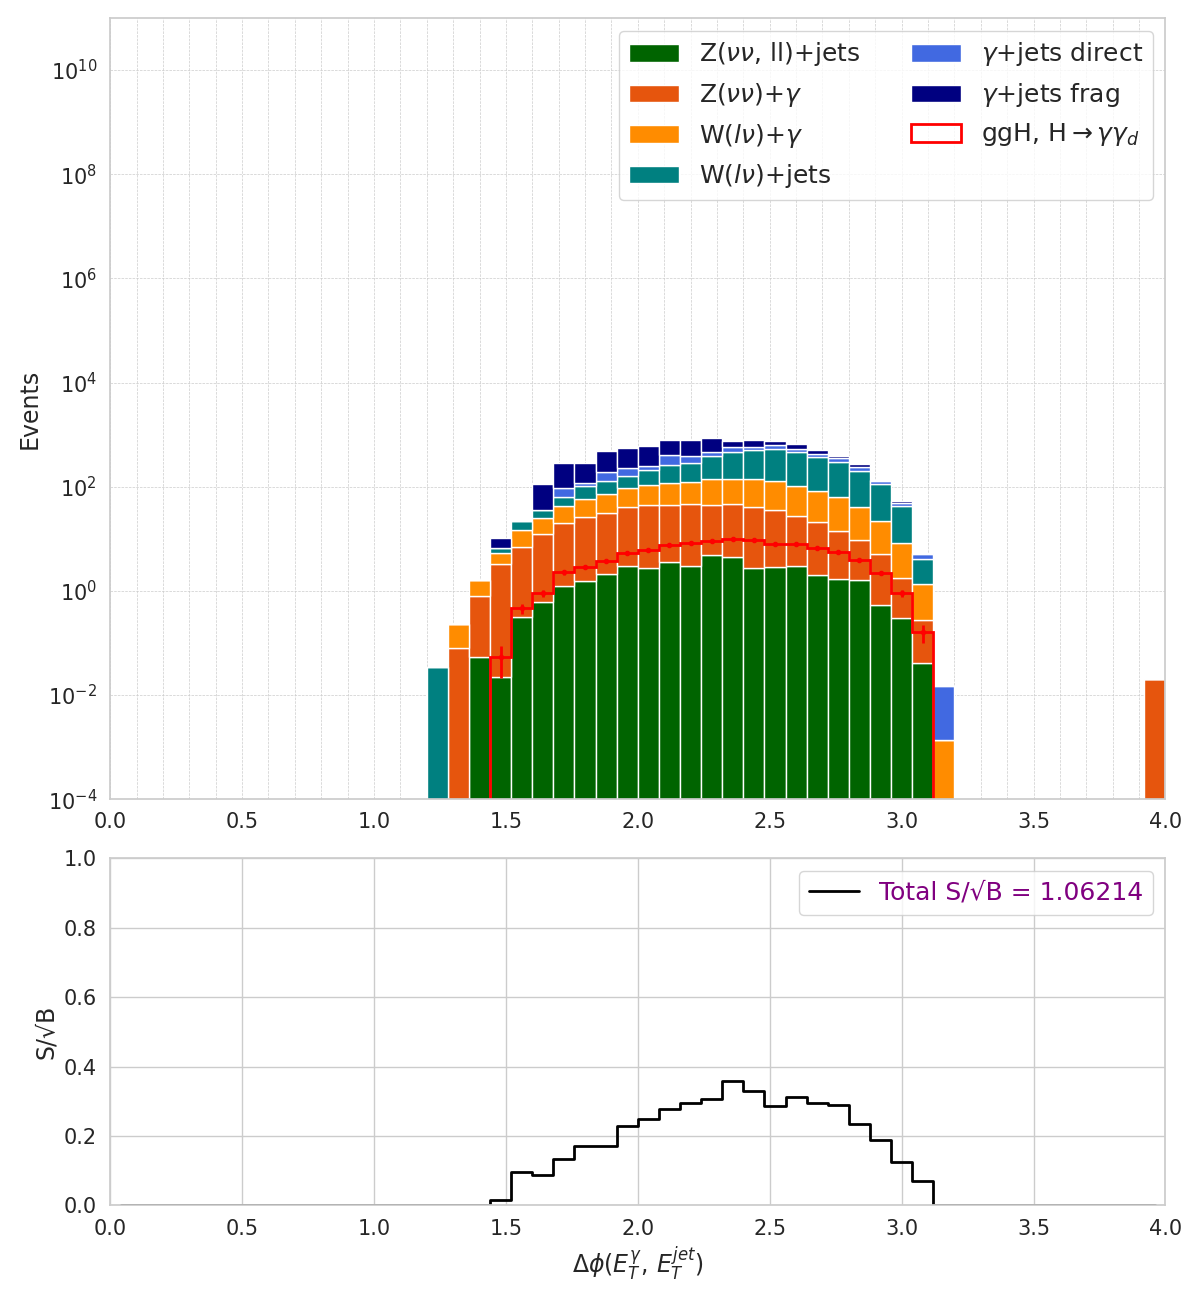 Z(νν, ll)+jets
Z(νν)+γ
W(lν)+γ
W(lν)+jets
γ+jets direct
γ+jets frag
ggH, H→γγ_d
Events
10^10
10^8
10^6
10^4
10^2
10^0
10^−2
10^−4
0.0 0.5 1.0 1.5 2.0 2.5 3.0 3.5 4.0
Total S/√B = 1.06214
S/√B
1.0
0.8
0.6
0.4
0.2
0.0
0.0 0.5 1.0 1.5 2.0 2.5 3.0 3.5 4.0
Δϕ(E_T^γ, E_T^jet)